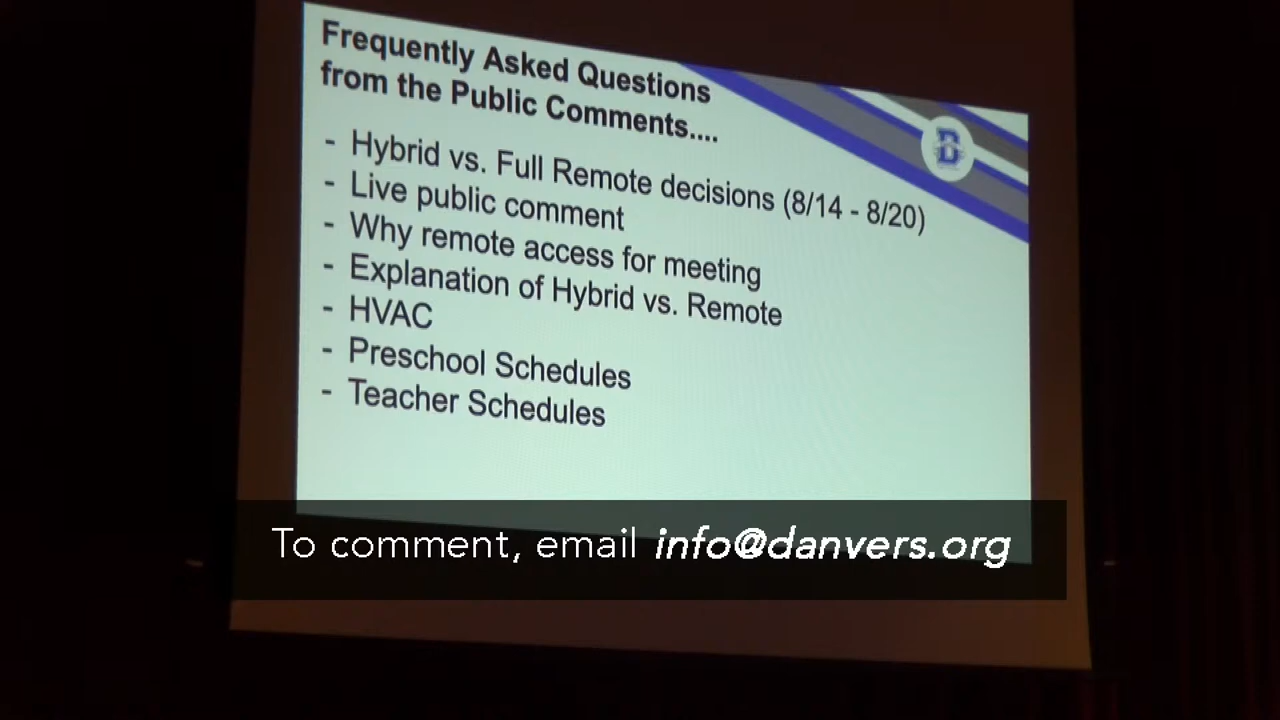 Frequently Asked Questions
from the Public Comments....
- Hybrid vs. Full Remote decisions (8/14 - 8/20)
- Live public comment
- Why remote access for meeting
- Explanation of Hybrid vs. Remote
- HVAC
- Preschool Schedules
- Teacher Schedules
To comment, email info@danvers.org